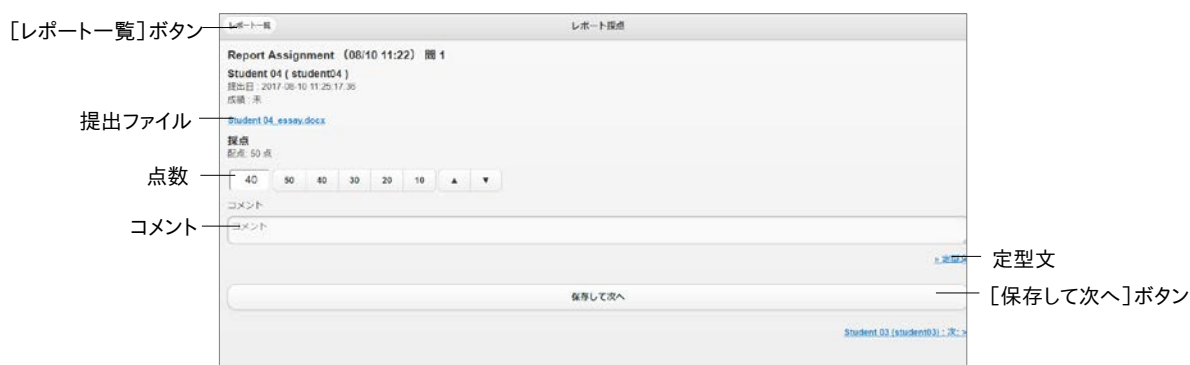 [レポート一覧]ボタン
レポート一覧
レポート採点
Report Assignment (08/10 11:22) 問 1
Student 04 ( student04 )
提出日 : 2017-08-10 11:25:17.36
成績 : 未
提出ファイル
Student 04_essay.docx
採点
配点: 50 点
点数
40 50 40 30 20 10 ▲ ▼
コメント
コメント
コメント
» 定型文
定型文
保存して次へ
[保存して次へ]ボタン
Student 03 (student03) : 次: »